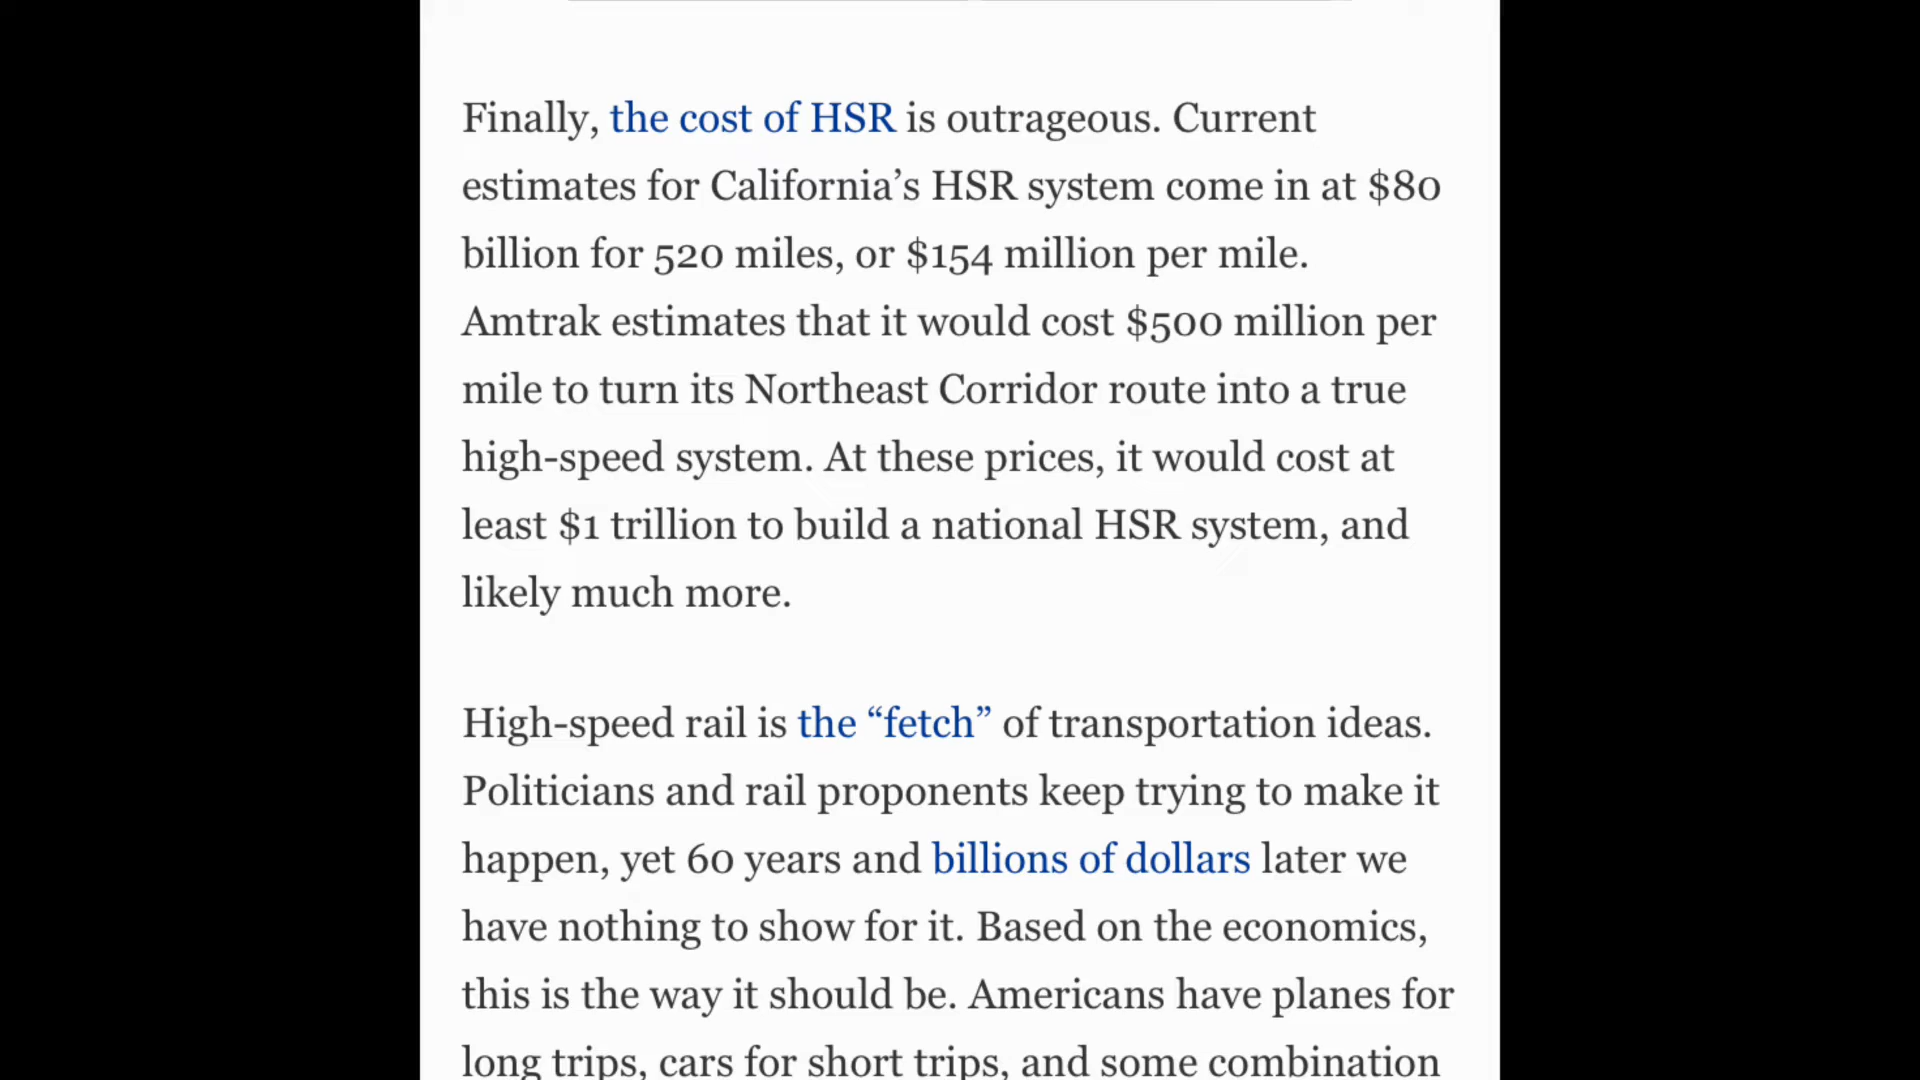 Finally, the cost of HSR is outrageous. Current
estimates for California’s HSR system come in at $80
billion for 520 miles, or $154 million per mile.
Amtrak estimates that it would cost $500 million per
mile to turn its Northeast Corridor route into a true
high-speed system. At these prices, it would cost at
least $1 trillion to build a national HSR system, and
likely much more.
High-speed rail is the “fetch” of transportation ideas.
Politicians and rail proponents keep trying to make it
happen, yet 60 years and billions of dollars later we
have nothing to show for it. Based on the economics,
this is the way it should be. Americans have planes for
long trips, cars for short trips, and some combination